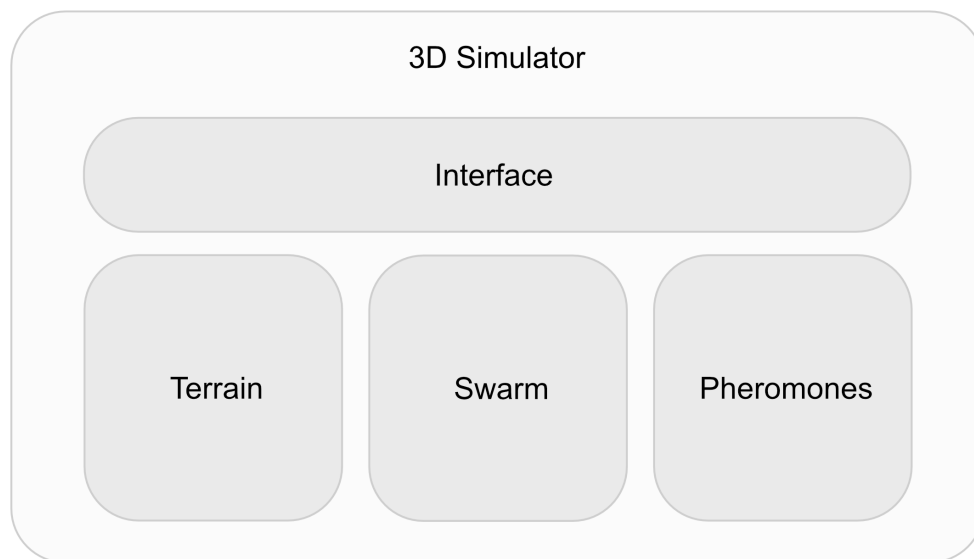 3D Simulator
Interface
Terrain
Swarm
Pheromones